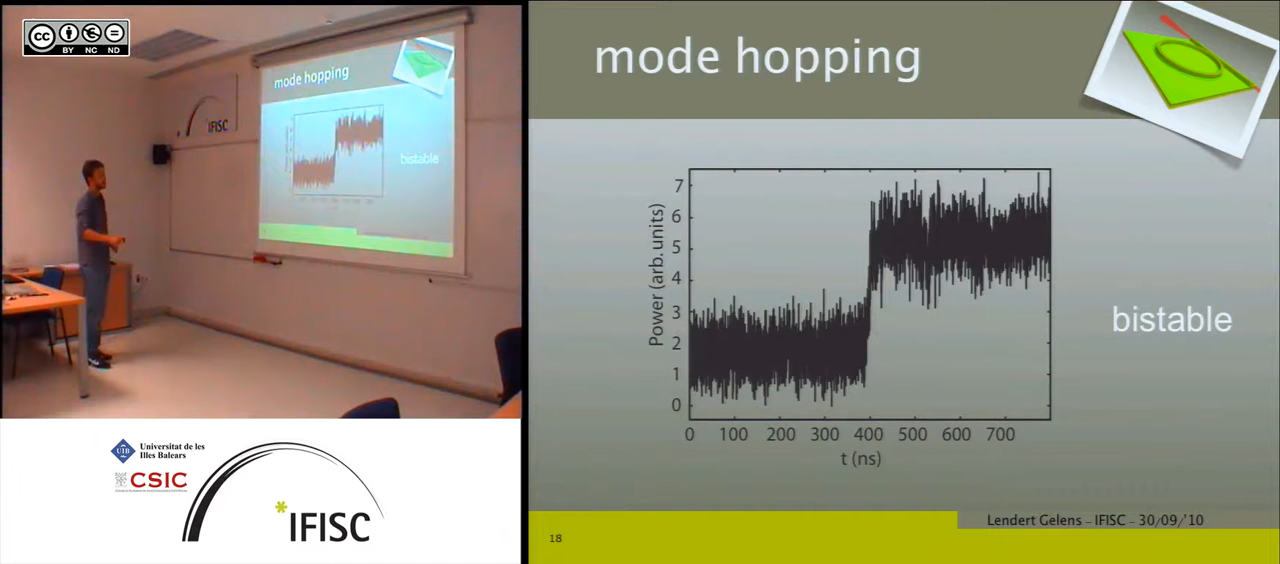 cc
BY NC ND
IFISC
mode hopping
bistable
UIB
Universitat de les
Illes Balears
CSIC
*IFISC
mode hopping
Power (arb. units)
7
6
5
4
3
2
1
0
0 100 200 300 400 500 600 700
t (ns)
bistable
Lendert Gelens – IFISC – 30/09/'10
18